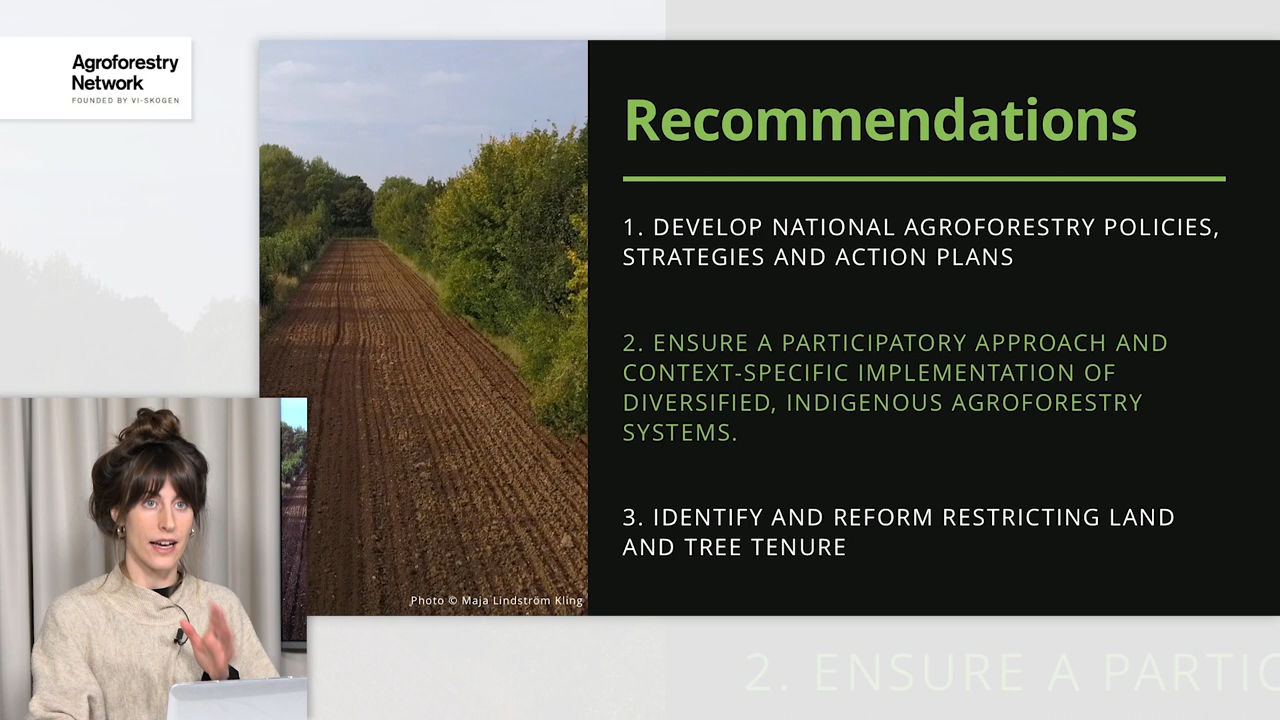 Agroforestry
Network
FOUNDED BY VI-SKOGEN
Recommendations
1. DEVELOP NATIONAL AGROFORESTRY POLICIES,
STRATEGIES AND ACTION PLANS
2. ENSURE A PARTICIPATORY APPROACH AND
CONTEXT-SPECIFIC IMPLEMENTATION OF
DIVERSIFIED, INDIGENOUS AGROFORESTRY
SYSTEMS.
3. IDENTIFY AND REFORM RESTRICTING LAND
AND TREE TENURE
Photo © Maja Lindström Kling
2. ENSURE A PARTIC